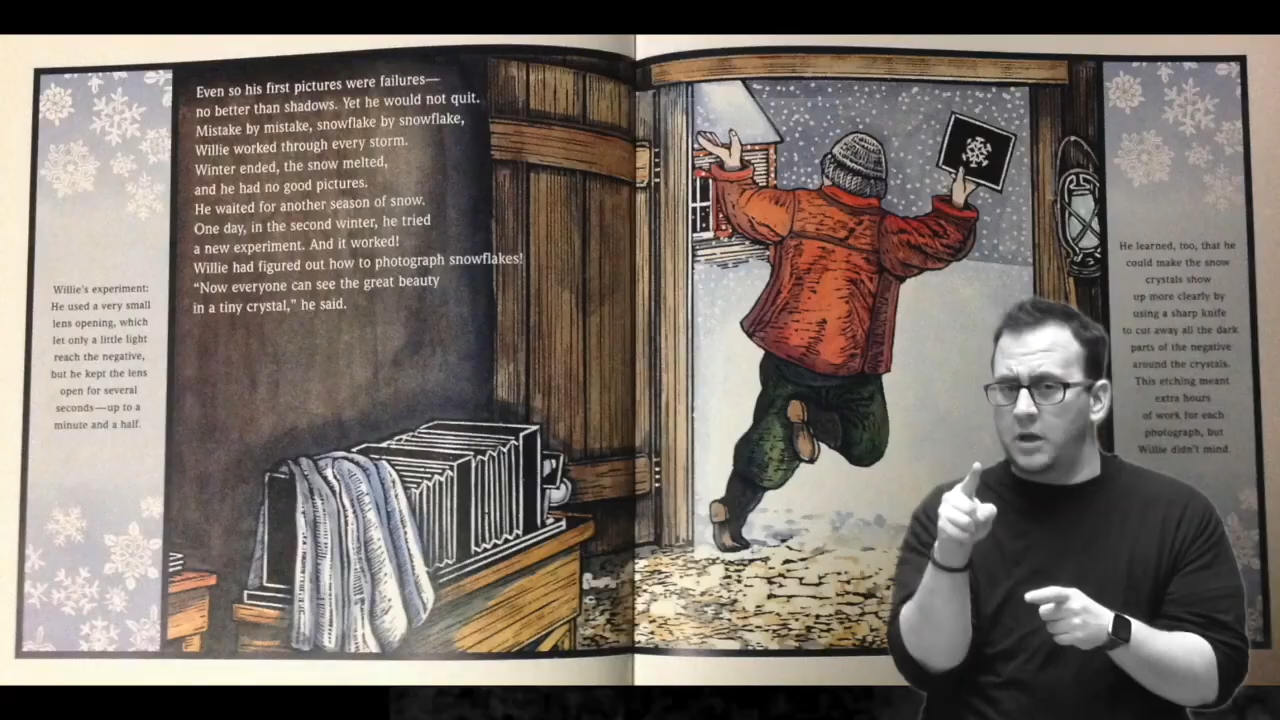 Even so his first pictures were failures—
no better than shadows. Yet he would not quit.
Mistake by mistake, snowflake by snowflake,
Willie worked through every storm.
Winter ended, the snow melted,
and he had no good pictures.
He waited for another season of snow.
One day, in the second winter, he tried
a new experiment. And it worked!
Willie had figured out how to photograph snowflakes!
“Now everyone can see the great beauty
in a tiny crystal,” he said.
Willie's experiment:
He used a very small
lens opening, which
let only a little light
reach the negative,
but he kept the lens
open for several
seconds—up to a
minute and a half.
He learned, too, that he
could make the snow
crystals show
up more clearly by
using a sharp knife
to cut away all the dark
parts of the negative
around the crystals.
This etching meant
extra hours
of work for each
photograph, but
Willie didn't mind.